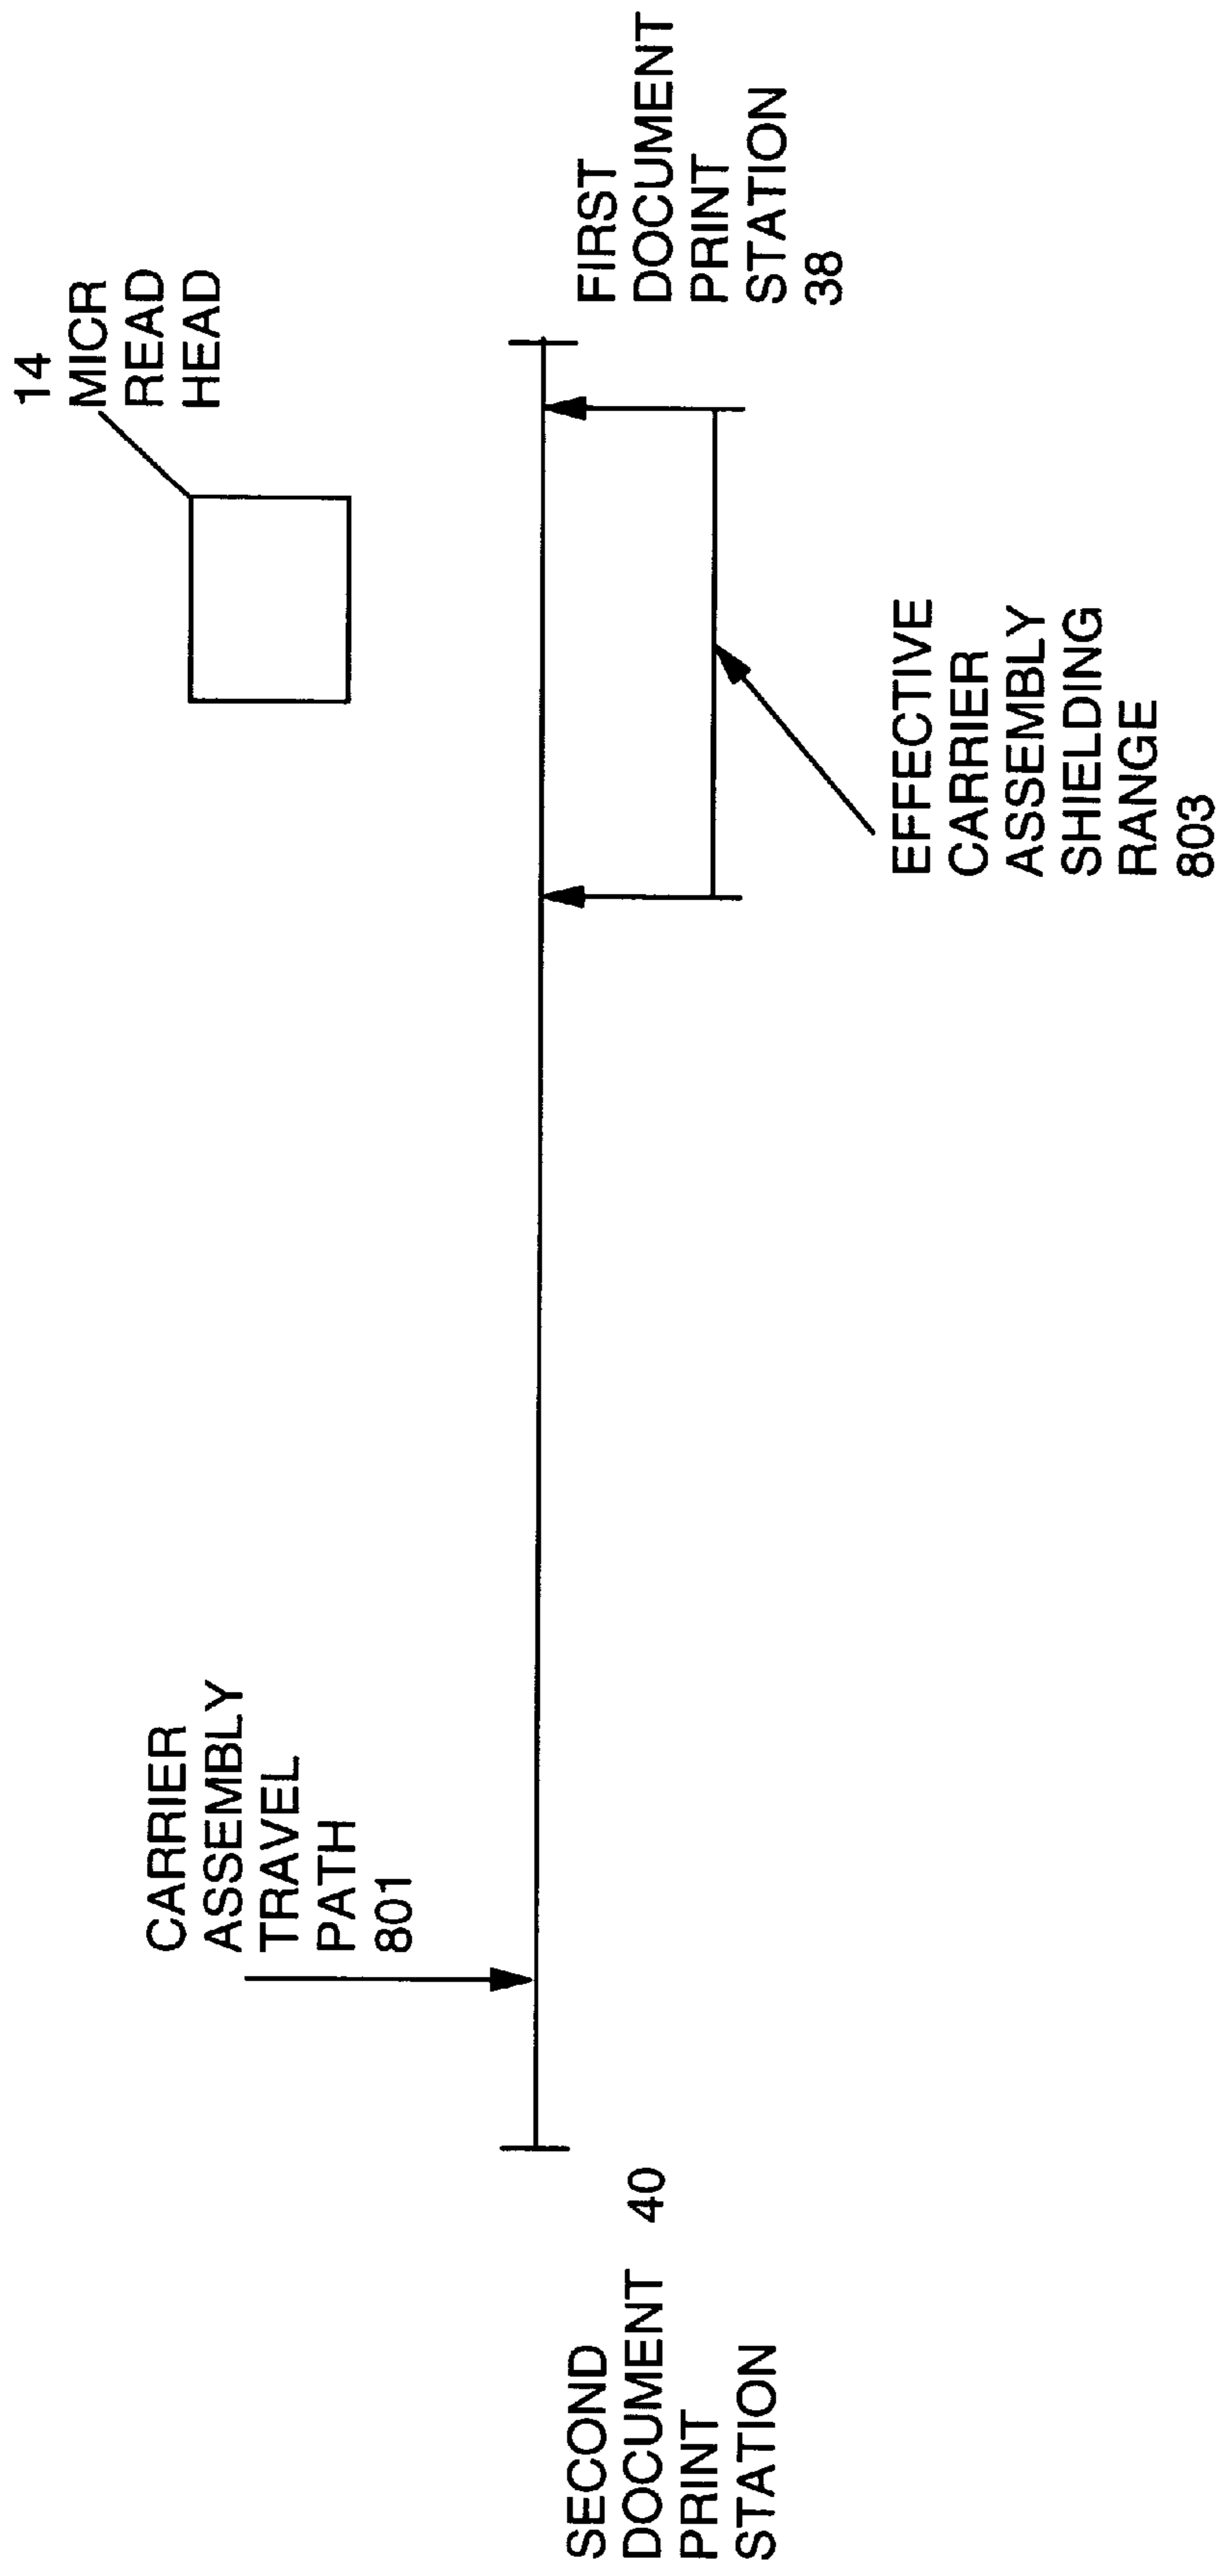 14
MICR
READ
HEAD
CARRIER
ASSEMBLY
TRAVEL
PATH
801
FIRST
DOCUMENT
PRINT
STATION
38
SECOND
DOCUMENT 40
PRINT
STATION
EFFECTIVE
CARRIER
ASSEMBLY
SHIELDING
RANGE
803